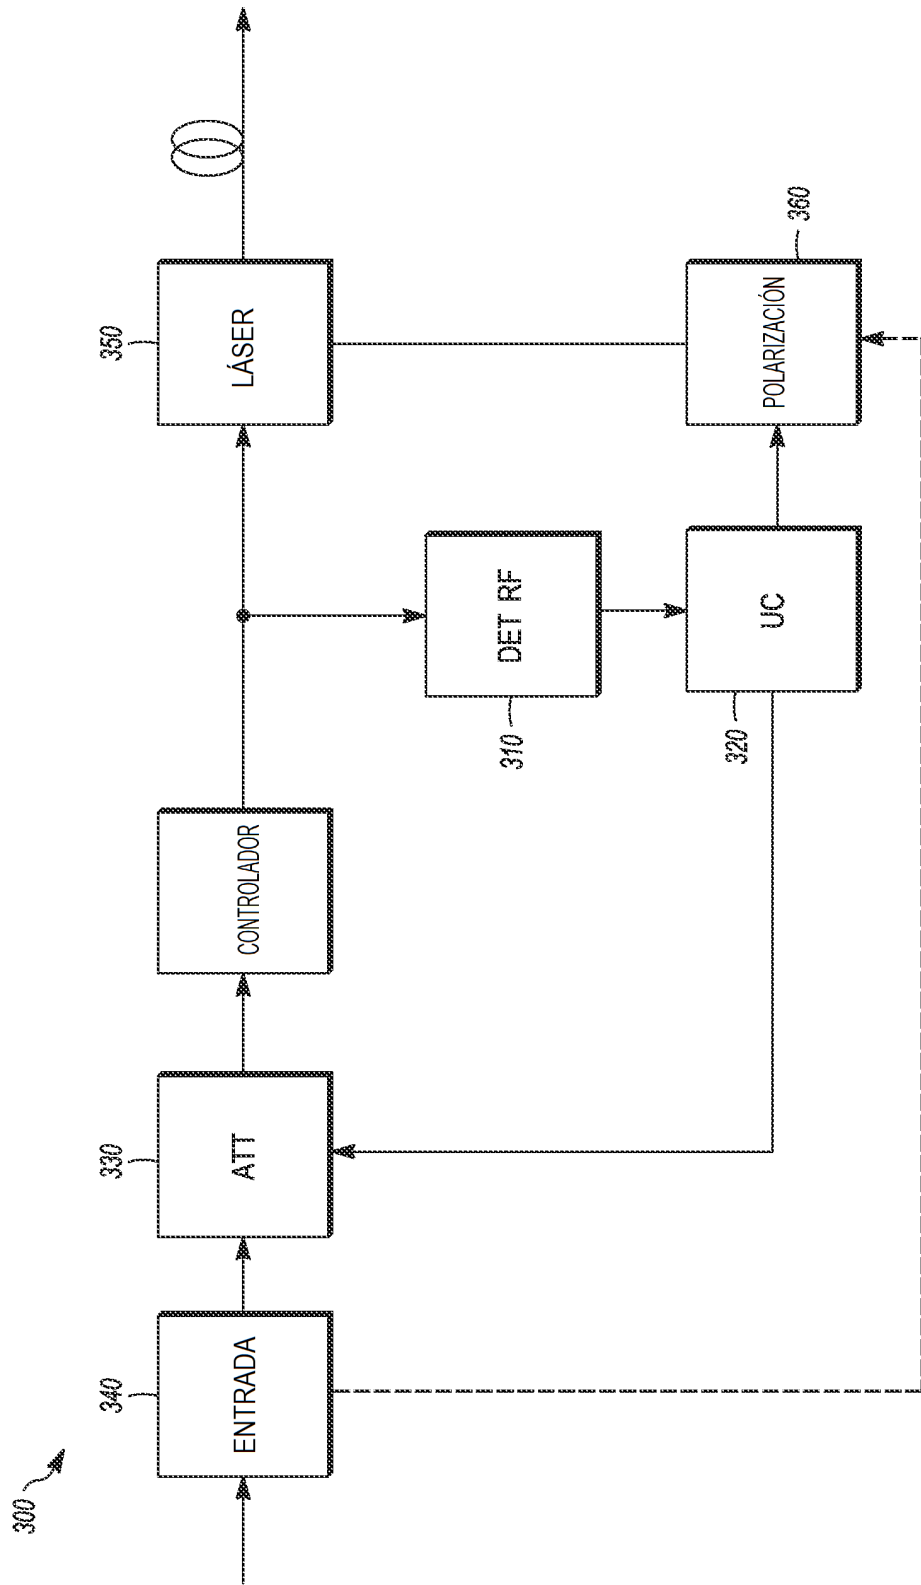 300
340
ENTRADA
330
ATT
CONTROLADOR
350
LÁSER
310
DET RF
320
UC
360
POLARIZACIÓN